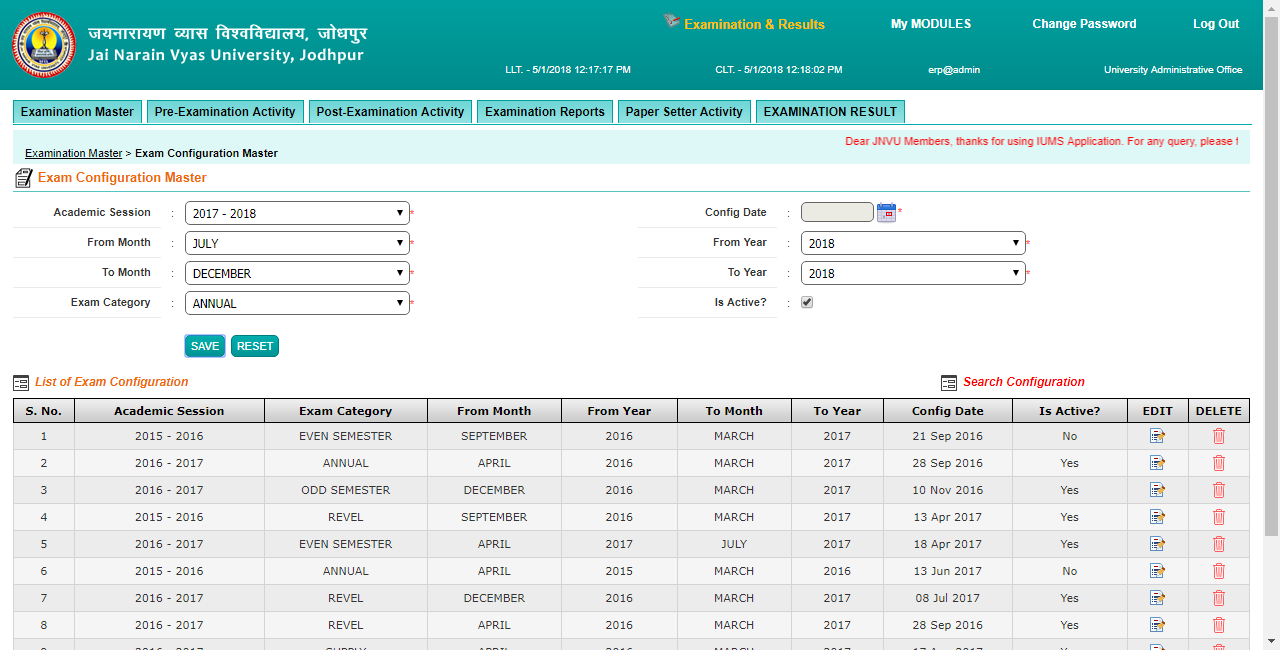 जयनारायण व्यास विश्वविद्यालय, जोधपुर
Jai Narain Vyas University, Jodhpur
Examination & Results My MODULES Change Password Log Out
LLT. - 5/1/2018 12:17:17 PM CLT. - 5/1/2018 12:18:02 PM erp@admin University Administrative Office
Examination Master Pre-Examination Activity Post-Examination Activity Examination Reports Paper Setter Activity EXAMINATION RESULT
Dear JNVU Members, thanks for using IUMS Application. For any query, please
Examination Master > Exam Configuration Master
Exam Configuration Master
Academic Session : 2017 - 2018 * Config Date : *
From Month : JULY * From Year : 2018 *
To Month : DECEMBER * To Year : 2018 *
Exam Category : ANNUAL * Is Active? :
SAVE RESET
List of Exam Configuration Search Configuration
S. No. Academic Session Exam Category From Month From Year To Month To Year Config Date Is Active? EDIT DELETE
1 2015 - 2016 EVEN SEMESTER SEPTEMBER 2016 MARCH 2017 21 Sep 2016 No
2 2016 - 2017 ANNUAL APRIL 2016 MARCH 2017 28 Sep 2016 Yes
3 2016 - 2017 ODD SEMESTER DECEMBER 2016 MARCH 2017 10 Nov 2016 Yes
4 2015 - 2016 REVEL SEPTEMBER 2016 MARCH 2017 13 Apr 2017 Yes
5 2016 - 2017 EVEN SEMESTER APRIL 2017 JULY 2017 18 Apr 2017 Yes
6 2015 - 2016 ANNUAL APRIL 2015 MARCH 2016 13 Jun 2017 No
7 2016 - 2017 REVEL DECEMBER 2016 MARCH 2017 08 Jul 2017 Yes
8 2016 - 2017 REVEL APRIL 2016 MARCH 2017 28 Sep 2016 Yes